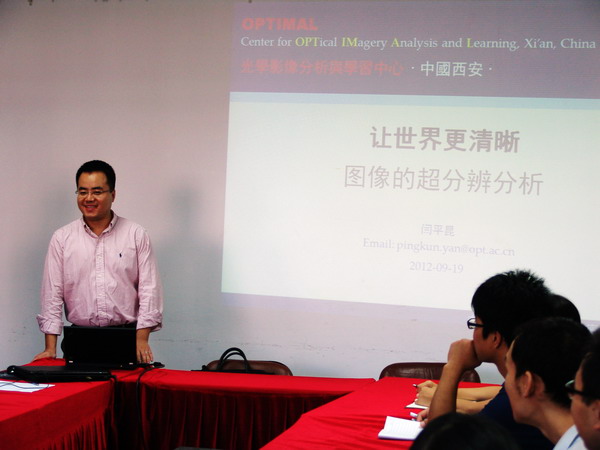 OPTIMAL
Center for OPTical IMagery Analysis and Learning, Xi'an, China
光學影像分析與學習中心 · 中國西安 ·
让世界更清晰
图像的超分辨分析
闫平昆
Email: pingkun.yan@opt.ac.cn
2012-09-19